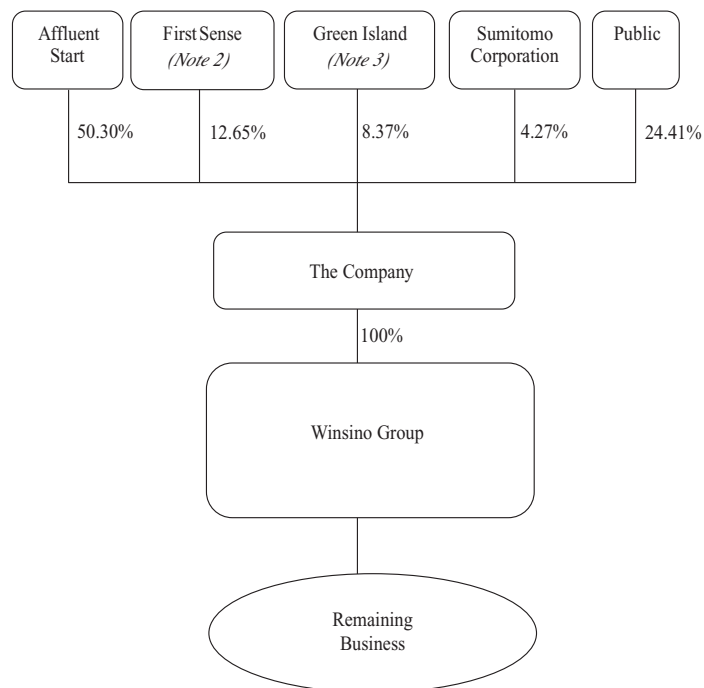 Affluent
Start
First Sense
(Note 2)
Green Island
(Note 3)
Sumitomo
Corporation
Public
50.30%
12.65%
8.37%
4.27%
24.41%
The Company
100%
Winsino Group
Remaining
Business